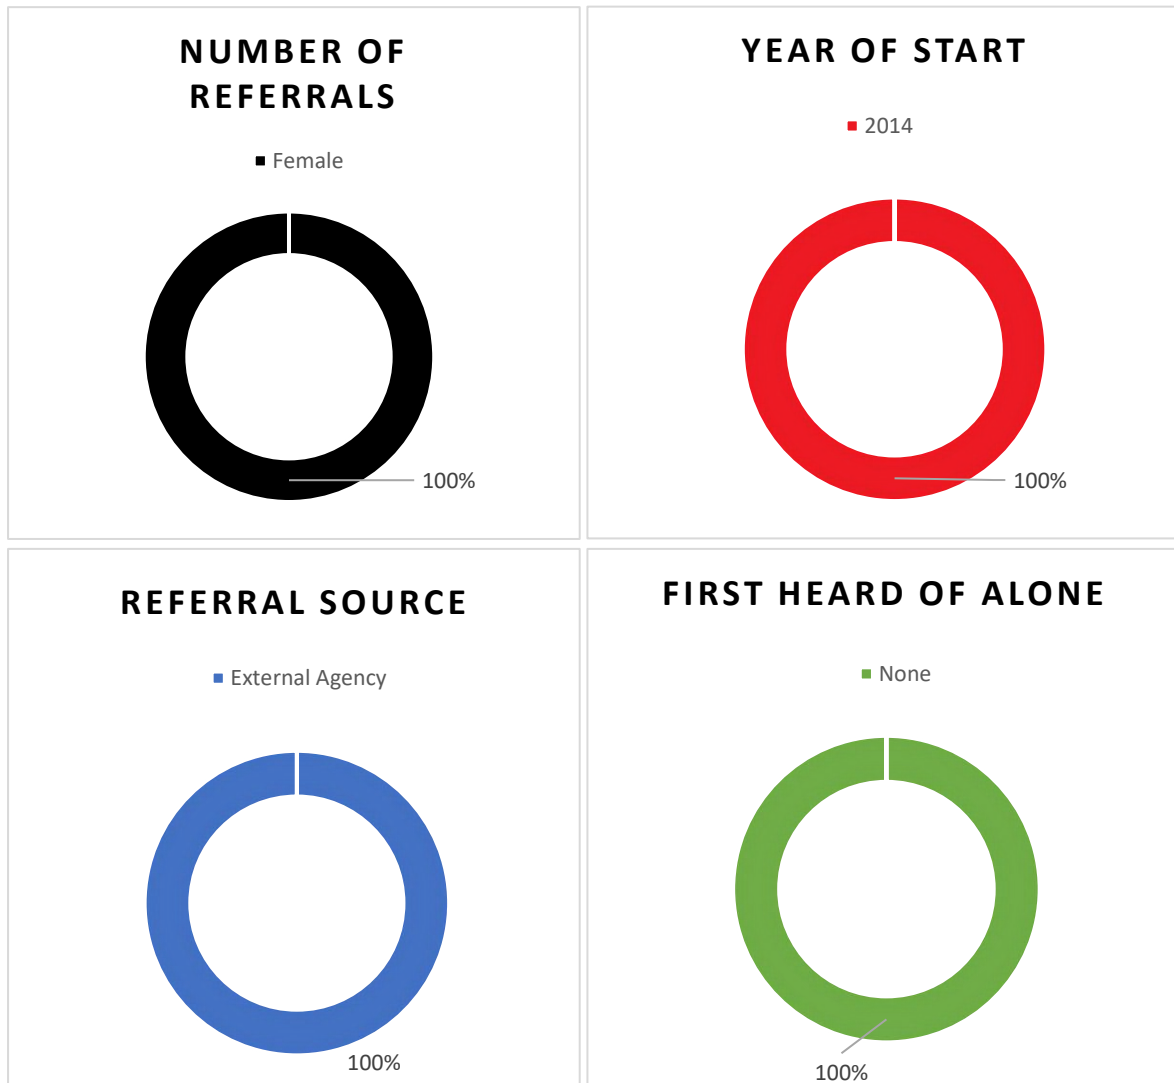 NUMBER OF
REFERRALS
Female
100%
YEAR OF START
2014
100%
REFERRAL SOURCE
External Agency
100%
FIRST HEARD OF ALONE
None
100%